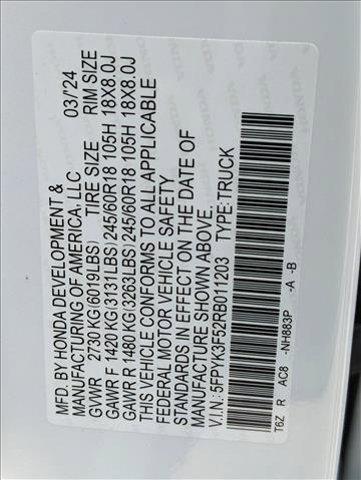 MFD. BY HONDA DEVELOPMENT &
MANUFACTURING OF AMERICA, LLC 03/'24
GVWR 2730 KG(6019LBS) TIRE SIZE RIM SIZE
GAWR F 1420 KG(3131LBS) 245/60R18 105H 18X8.0J
GAWR R 1480 KG(3263LBS) 245/60R18 105H 18X8.0J
THIS VEHICLE CONFORMS TO ALL APPLICABLE
FEDERAL MOTOR VEHICLE SAFETY
STANDARDS IN EFFECT ON THE DATE OF
MANUFACTURE SHOWN ABOVE.
V.I.N.: 5FPYK3F52RB011203 TYPE: TRUCK
T6Z R AC8 -NH883P -A -B